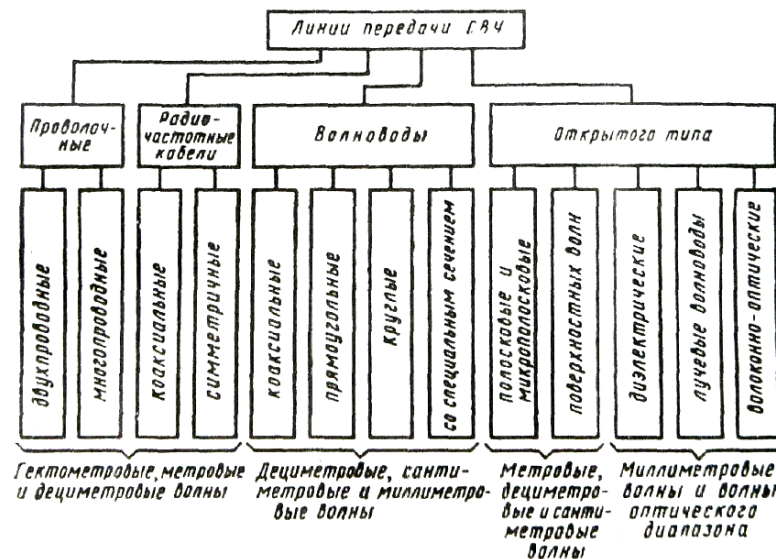 Линии передачи СВЧ
Проволоч-
ные
Радио-
частотные
кабели
Волноводы
Открытого типа
двухпроводные
многопроводные
коаксиальные
симметричные
коаксиальные
прямоугольные
круглые
со специальным сечением
полосковые и
микрополосковые
поверхностных волн
диэлектрические
лучевые волноводы
волоконно-оптические
Гектометровые, метровые
и дециметровые волны
Дециметровые, санти-
метровые и миллиметро-
вые волны
Метровые,
дециметро-
вые и санти-
метровые
волны
Миллиметровые
волны и волны
оптического
диапазона